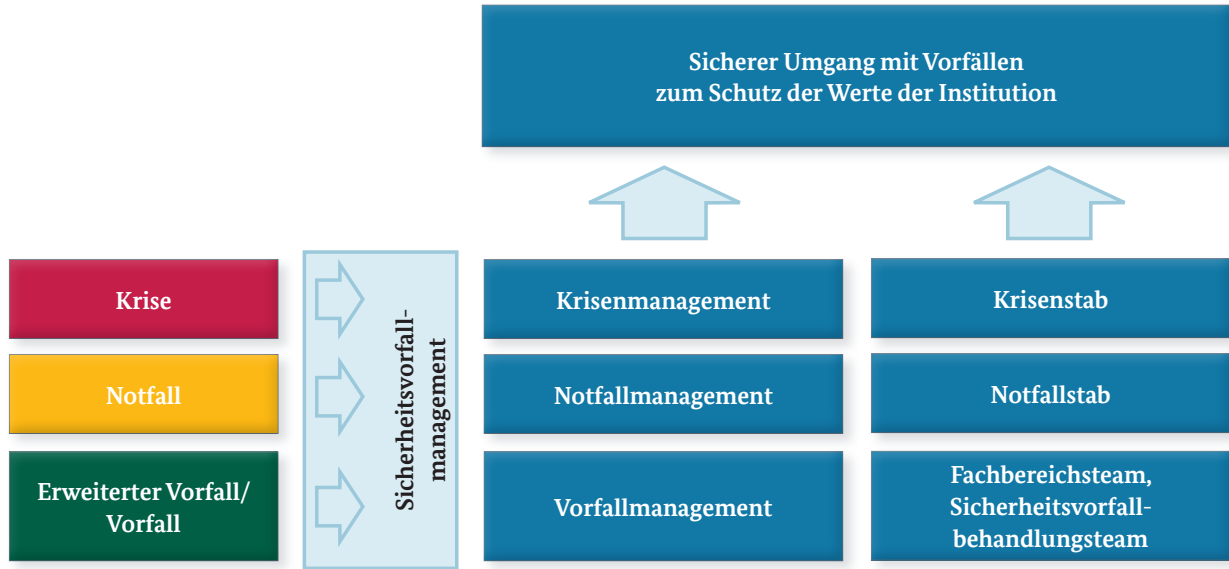 Sicherer Umgang mit Vorfällen
zum Schutz der Werte der Institution
Krise
Sicherheitsvorfall-
management
Krisenmanagement
Krisenstab
Notfall
Notfallmanagement
Notfallstab
Erweiterter Vorfall/
Vorfall
Vorfallmanagement
Fachbereichsteam,
Sicherheitsvorfall-
behandlungsteam